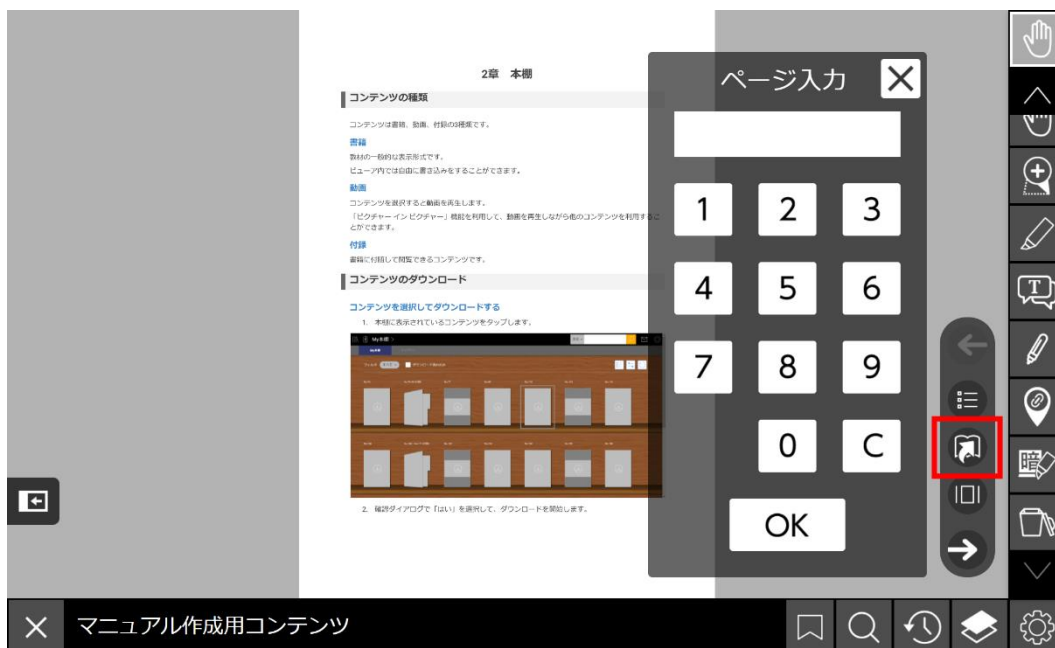 2章 本棚
コンテンツの種類
コンテンツは書籍、動画、付録の3種類です。
書籍
教材の一般的な表示形式です。
ビューア内では自由に書き込みをすることができます。
動画
コンテンツを選択すると動画を再生します。
「ピクチャー イン ピクチャー」機能を利用して、動画を再生しながら他のコンテンツを利用するこ
とができます。
付録
書籍に付随して閲覧できるコンテンツです。
コンテンツのダウンロード
コンテンツを選択してダウンロードする
1. 本棚に表示されているコンテンツをタップします。
My本棚
2. 確認ダイアログで「はい」を選択して、ダウンロードを開始します。
ページ入力
1 2 3
4 5 6
7 8 9
0 C
OK
T
暗
マニュアル作成用コンテンツ